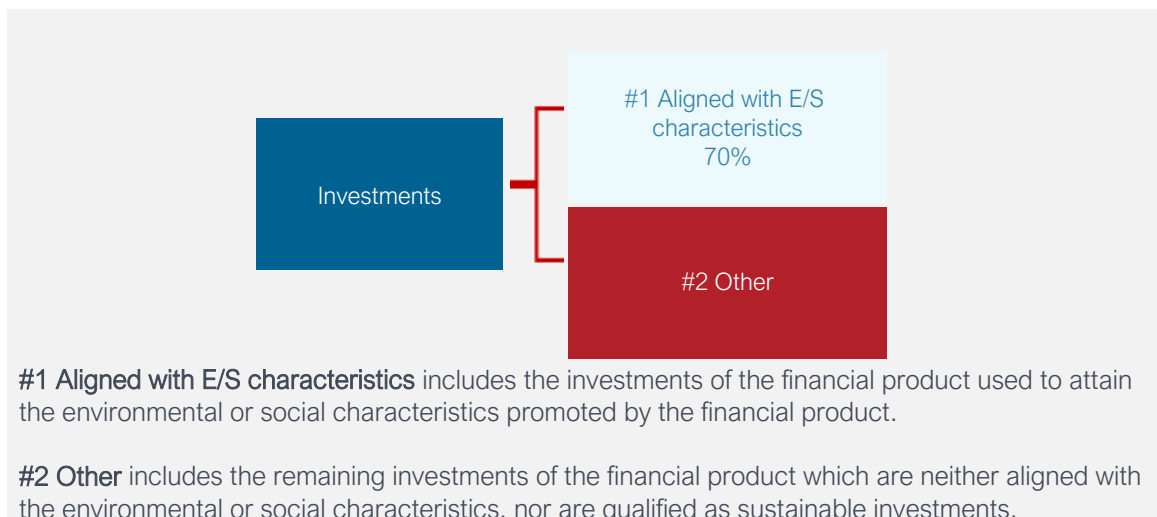 #1 Aligned with E/S
characteristics
70%
Investments
#2 Other
#1 Aligned with E/S characteristics includes the investments of the financial product used to attain
the environmental or social characteristics promoted by the financial product.
#2 Other includes the remaining investments of the financial product which are neither aligned with
the environmental or social characteristics, nor are qualified as sustainable investments.